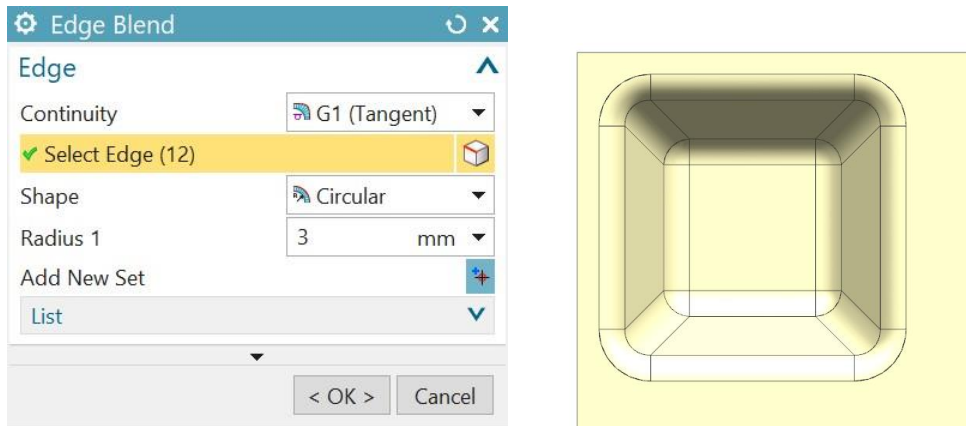 Edge Blend
Edge
Continuity G1 (Tangent)
Select Edge (12)
Shape Circular
Radius 1 3 mm
Add New Set
List
< OK > Cancel